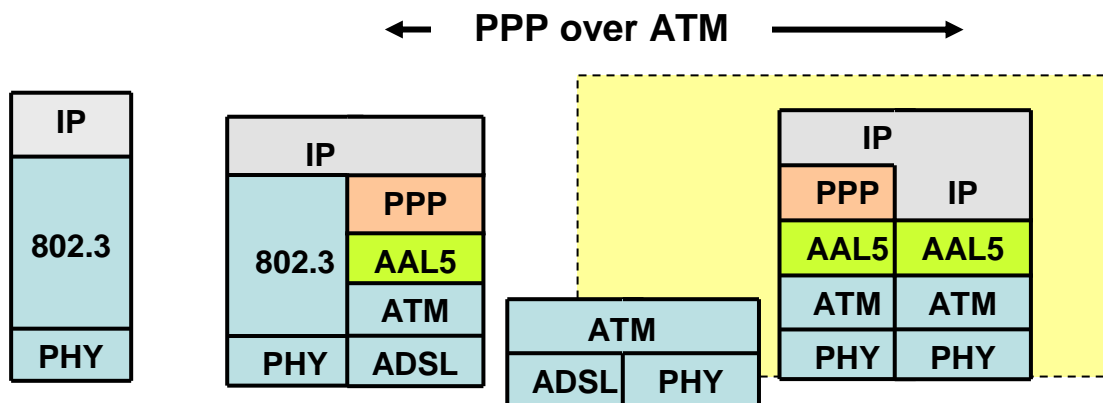 PPP over ATM
IP
802.3
PHY
IP
PPP
802.3
AAL5
ATM
PHY
ADSL
ATM
ADSL
PHY
IP
PPP
IP
AAL5
AAL5
ATM
ATM
PHY
PHY